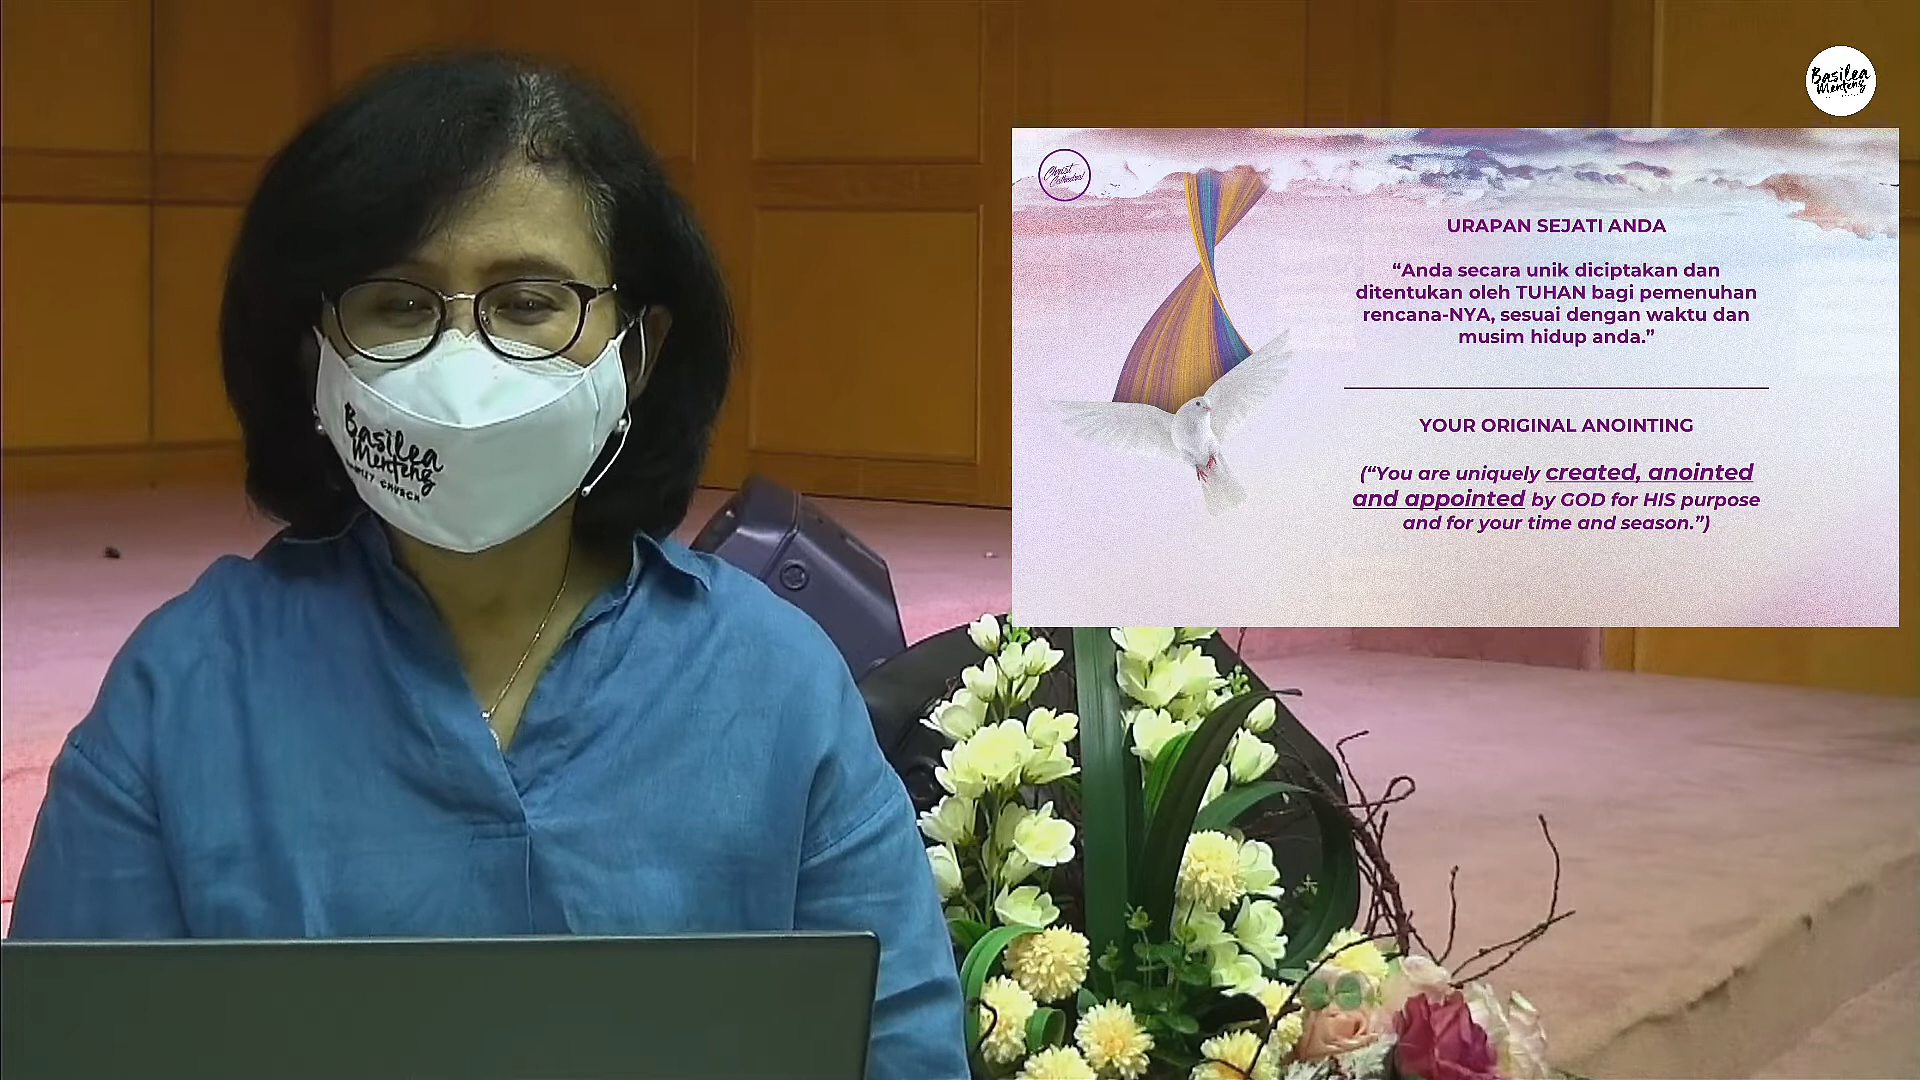 Basilea
Menteng
Christ
Cathedral
URAPAN SEJATI ANDA
“Anda secara unik diciptakan dan
ditentukan oleh TUHAN bagi pemenuhan
rencana-NYA, sesuai dengan waktu dan
musim hidup anda.”
YOUR ORIGINAL ANOINTING
(“You are uniquely created, anointed
and appointed by GOD for HIS purpose
and for your time and season.”)
Basilea
Menteng
CHURCH